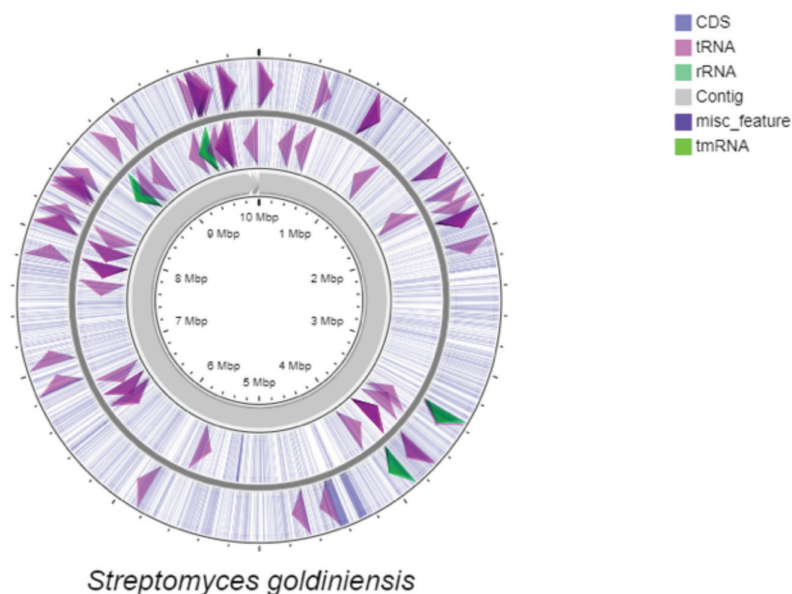 CDS
tRNA
rRNA
Contig
misc_feature
tmRNA
10 Mbp
9 Mbp
1 Mbp
8 Mbp
2 Mbp
7 Mbp
3 Mbp
6 Mbp
4 Mbp
5 Mbp
Streptomyces goldiniensis